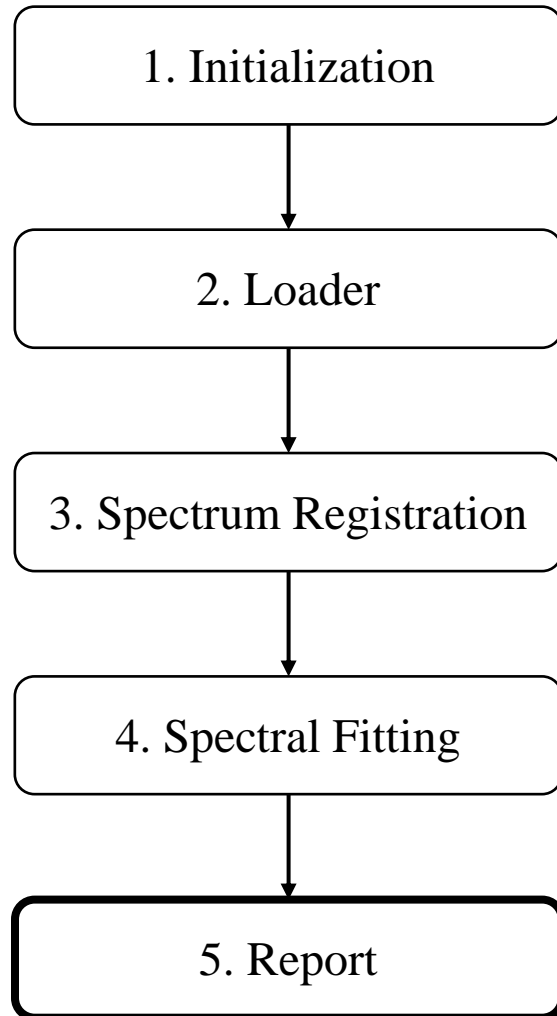 1. Initialization
2. Loader
3. Spectrum Registration
4. Spectral Fitting
5. Report